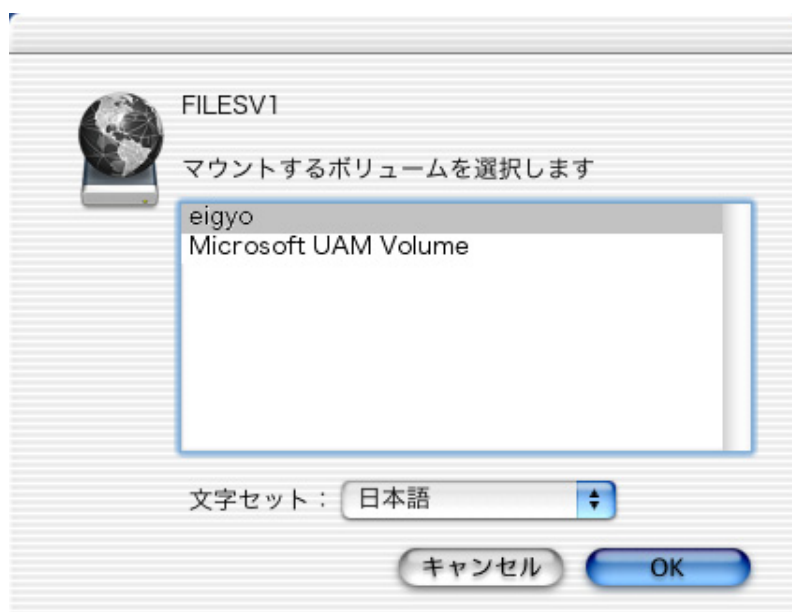 FILESV1
マウントするボリュームを選択します
eigyo
Microsoft UAM Volume
文字セット： 日本語
キャンセル OK